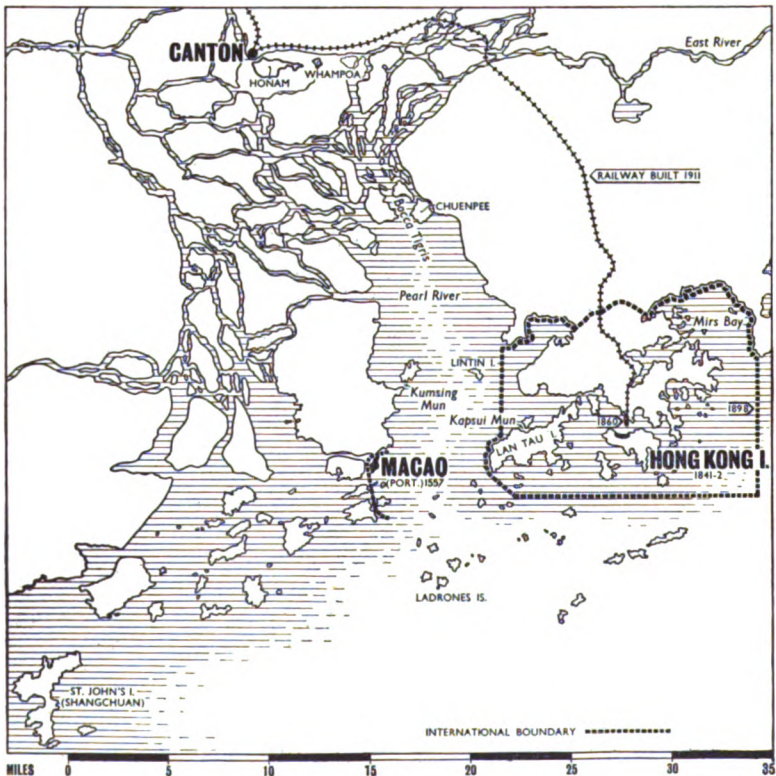 East River
CANTON
HONAM
WHAMPOA
RAILWAY BUILT 1911
CHUENPEE
Bocca Tigris
Pearl River
Mirs Bay
LINTIN I.
Kumsing
Mun
Kapsui Mun
1860
1898
LAN TAU I.
HONG KONG I.
1841-2
MACAO
(PORT.) 1557
LADRONES IS.
ST. JOHN'S I.
(SHANGCHUAN)
INTERNATIONAL BOUNDARY
MILES 0 5 10 15 20 25 30 35